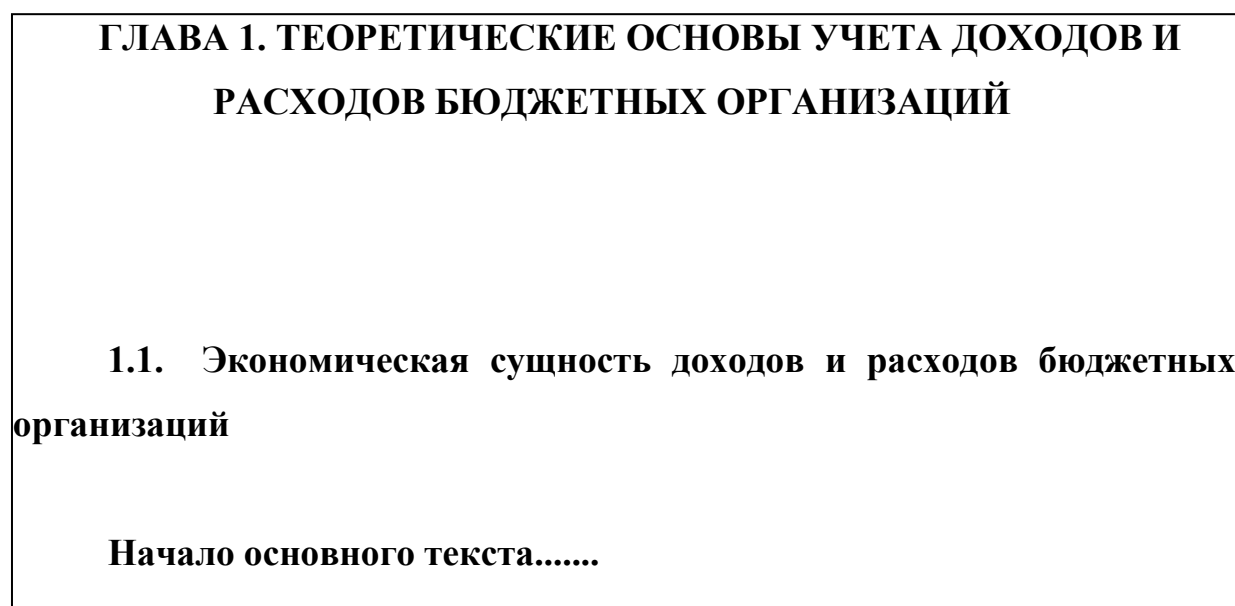 ГЛАВА 1. ТЕОРЕТИЧЕСКИЕ ОСНОВЫ УЧЕТА ДОХОДОВ И
РАСХОДОВ БЮДЖЕТНЫХ ОРГАНИЗАЦИЙ
1.1. Экономическая сущность доходов и расходов бюджетных
организаций
Начало основного текста.......